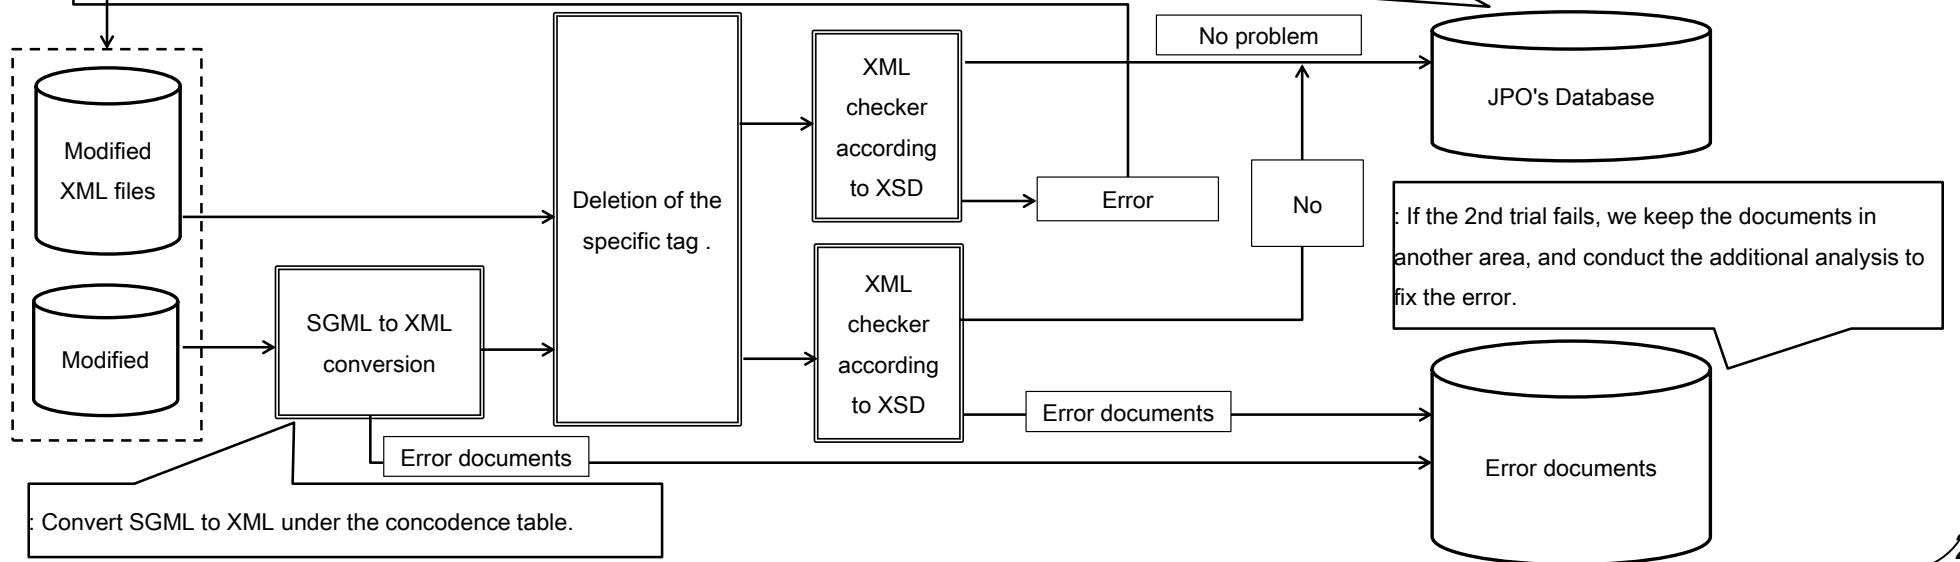 No problem
XML
checker
according
to XSD
JPO's Database
Modified
XML files
Deletion of the
specific tag .
Error
No
: If the 2nd trial fails, we keep the documents in
another area, and conduct the additional analysis to
fix the error.
XML
checker
according
to XSD
SGML to XML
conversion
Modified
Error documents
Error documents
Error documents
: Convert SGML to XML under the concodence table.